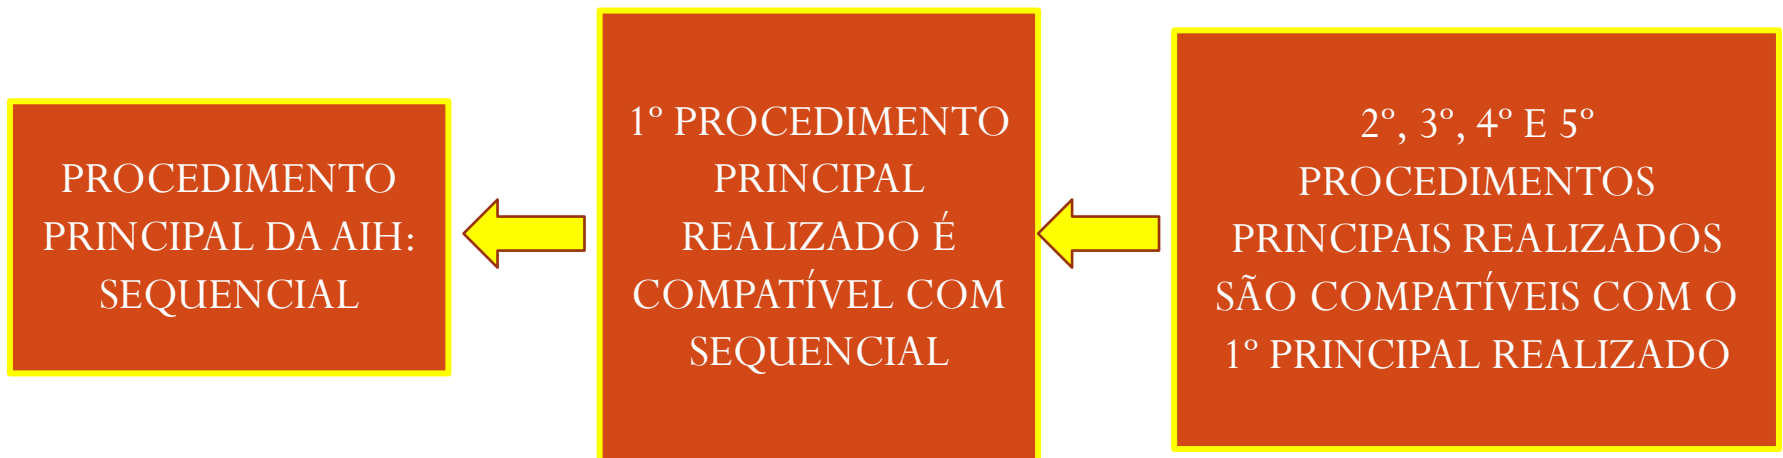 PROCEDIMENTO
PRINCIPAL DA AIH:
SEQUENCIAL
1º PROCEDIMENTO
PRINCIPAL
REALIZADO É
COMPATÍVEL COM
SEQUENCIAL
2º, 3º, 4º E 5º
PROCEDIMENTOS
PRINCIPAIS REALIZADOS
SÃO COMPATÍVEIS COM O
1º PRINCIPAL REALIZADO